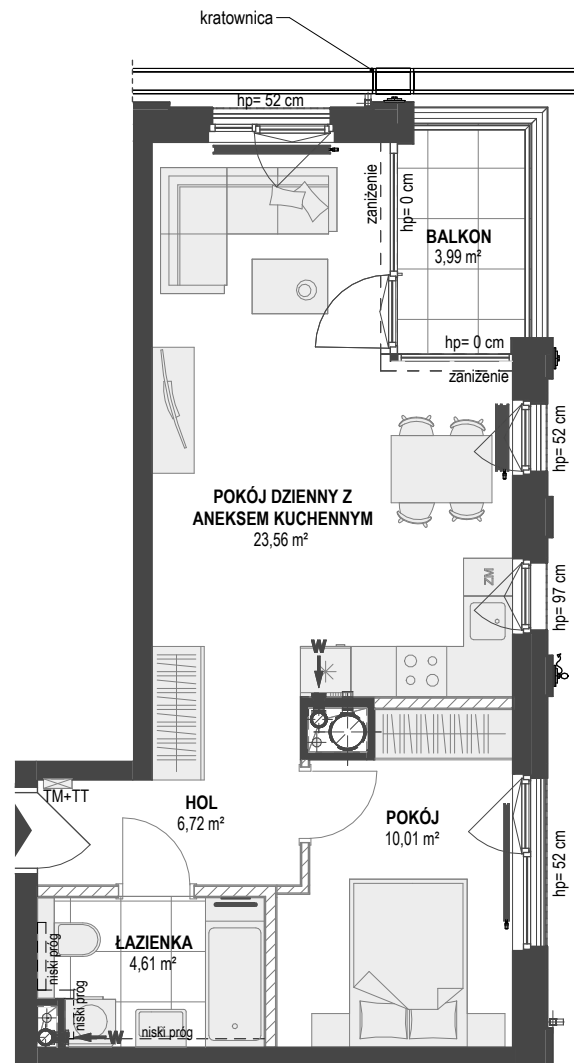 kratownica
hp= 52 cm
zaniżenie
hp= 0 cm
BALKON
3,99 m²
hp= 0 cm
zaniżenie
hp= 52 cm
POKÓJ DZIENNY Z
ANEKSEM KUCHENNYM
23,56 m²
ZM
hp= 97 cm
W
TM+TT
HOL
6,72 m²
POKÓJ
10,01 m²
hp= 52 cm
ŁAZIENKA
4,61 m²
niski próg
niski próg
W
niski próg